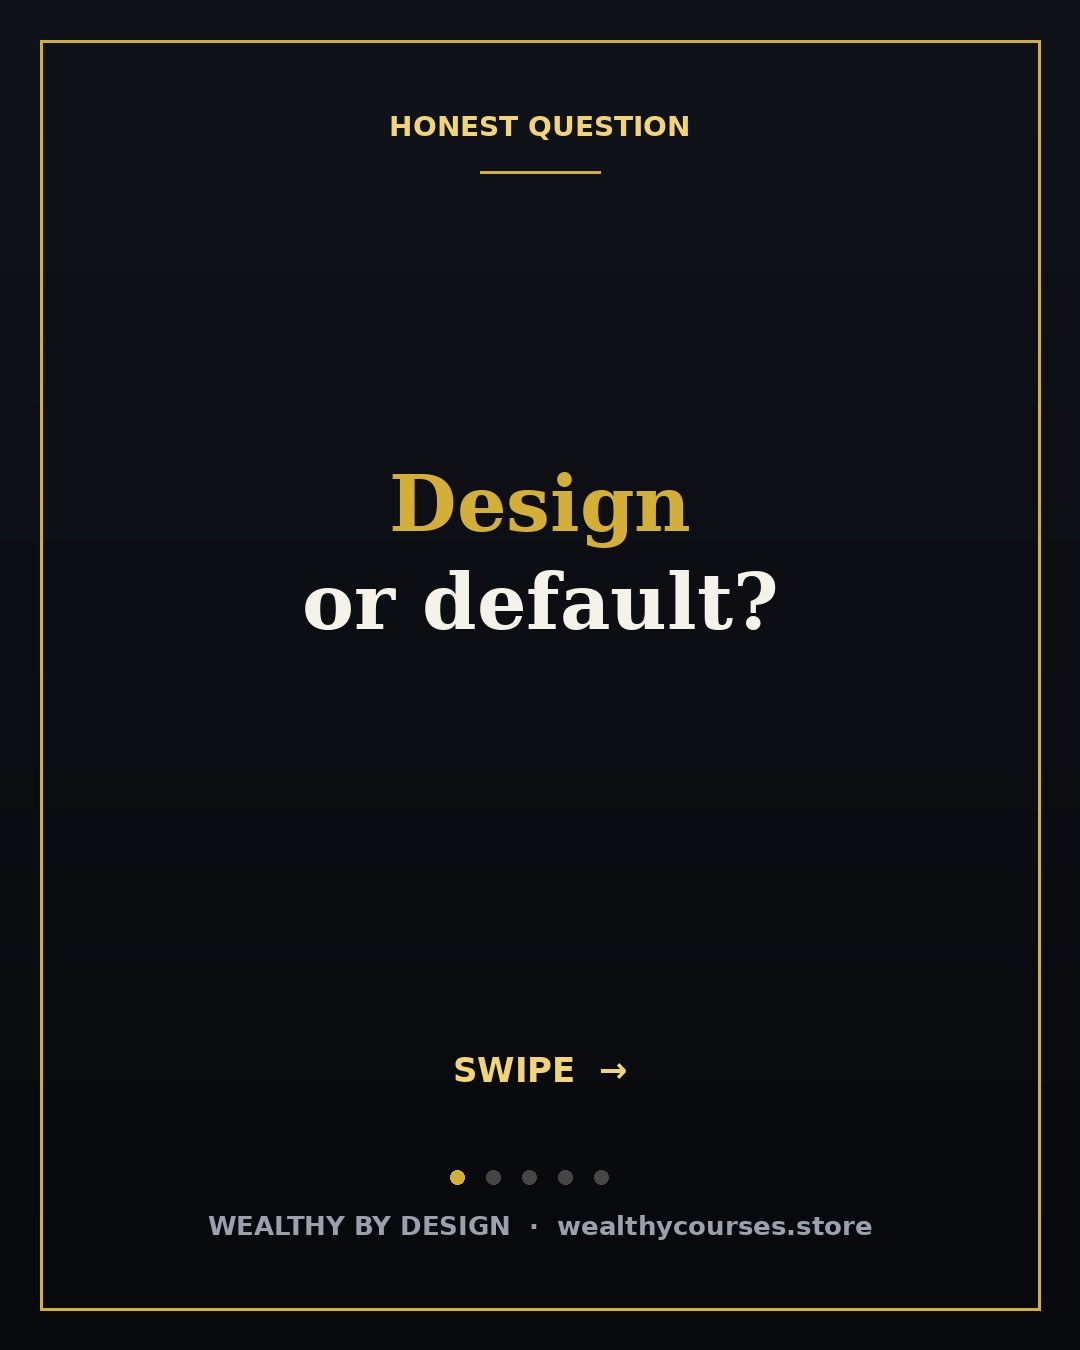 HONEST QUESTION
Design
or default?
SWIPE →
WEALTHY BY DESIGN · wealthycourses.store